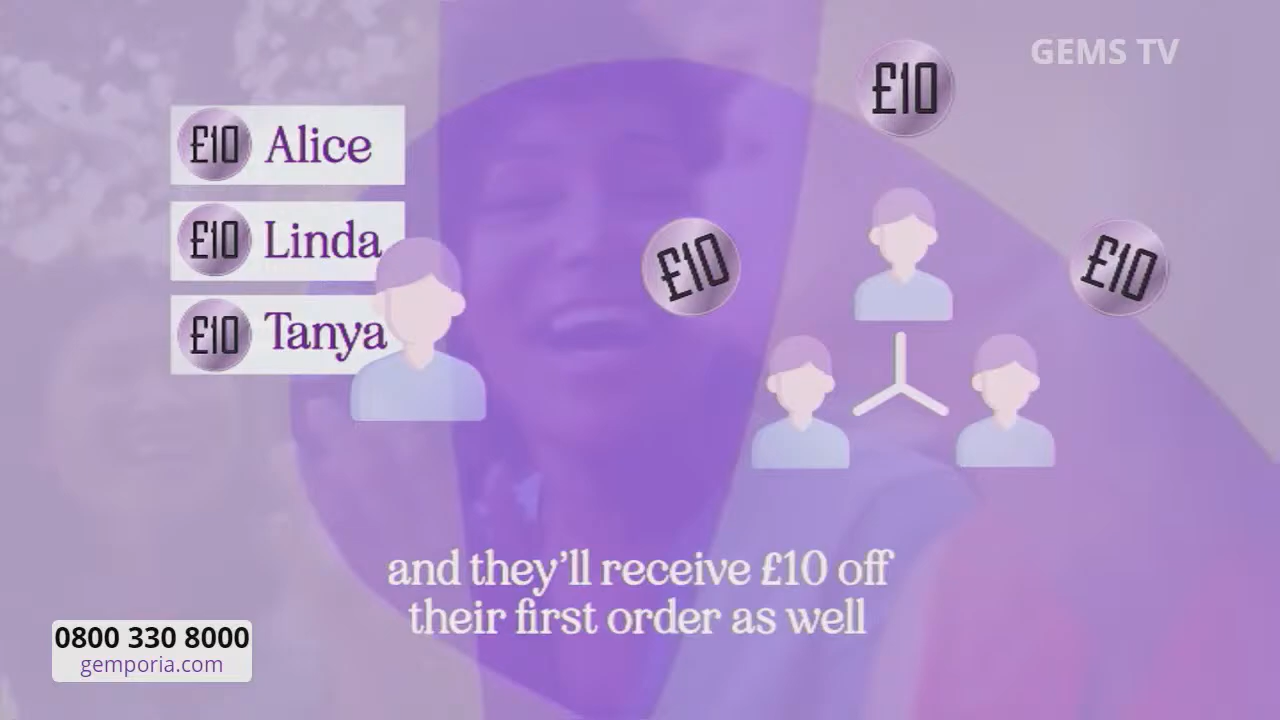 GEMS TV
£10
£10 Alice
£10 Linda
£10 Tanya
£10
£10
and they'll receive £10 off
their first order as well
0800 330 8000
gemporia.com